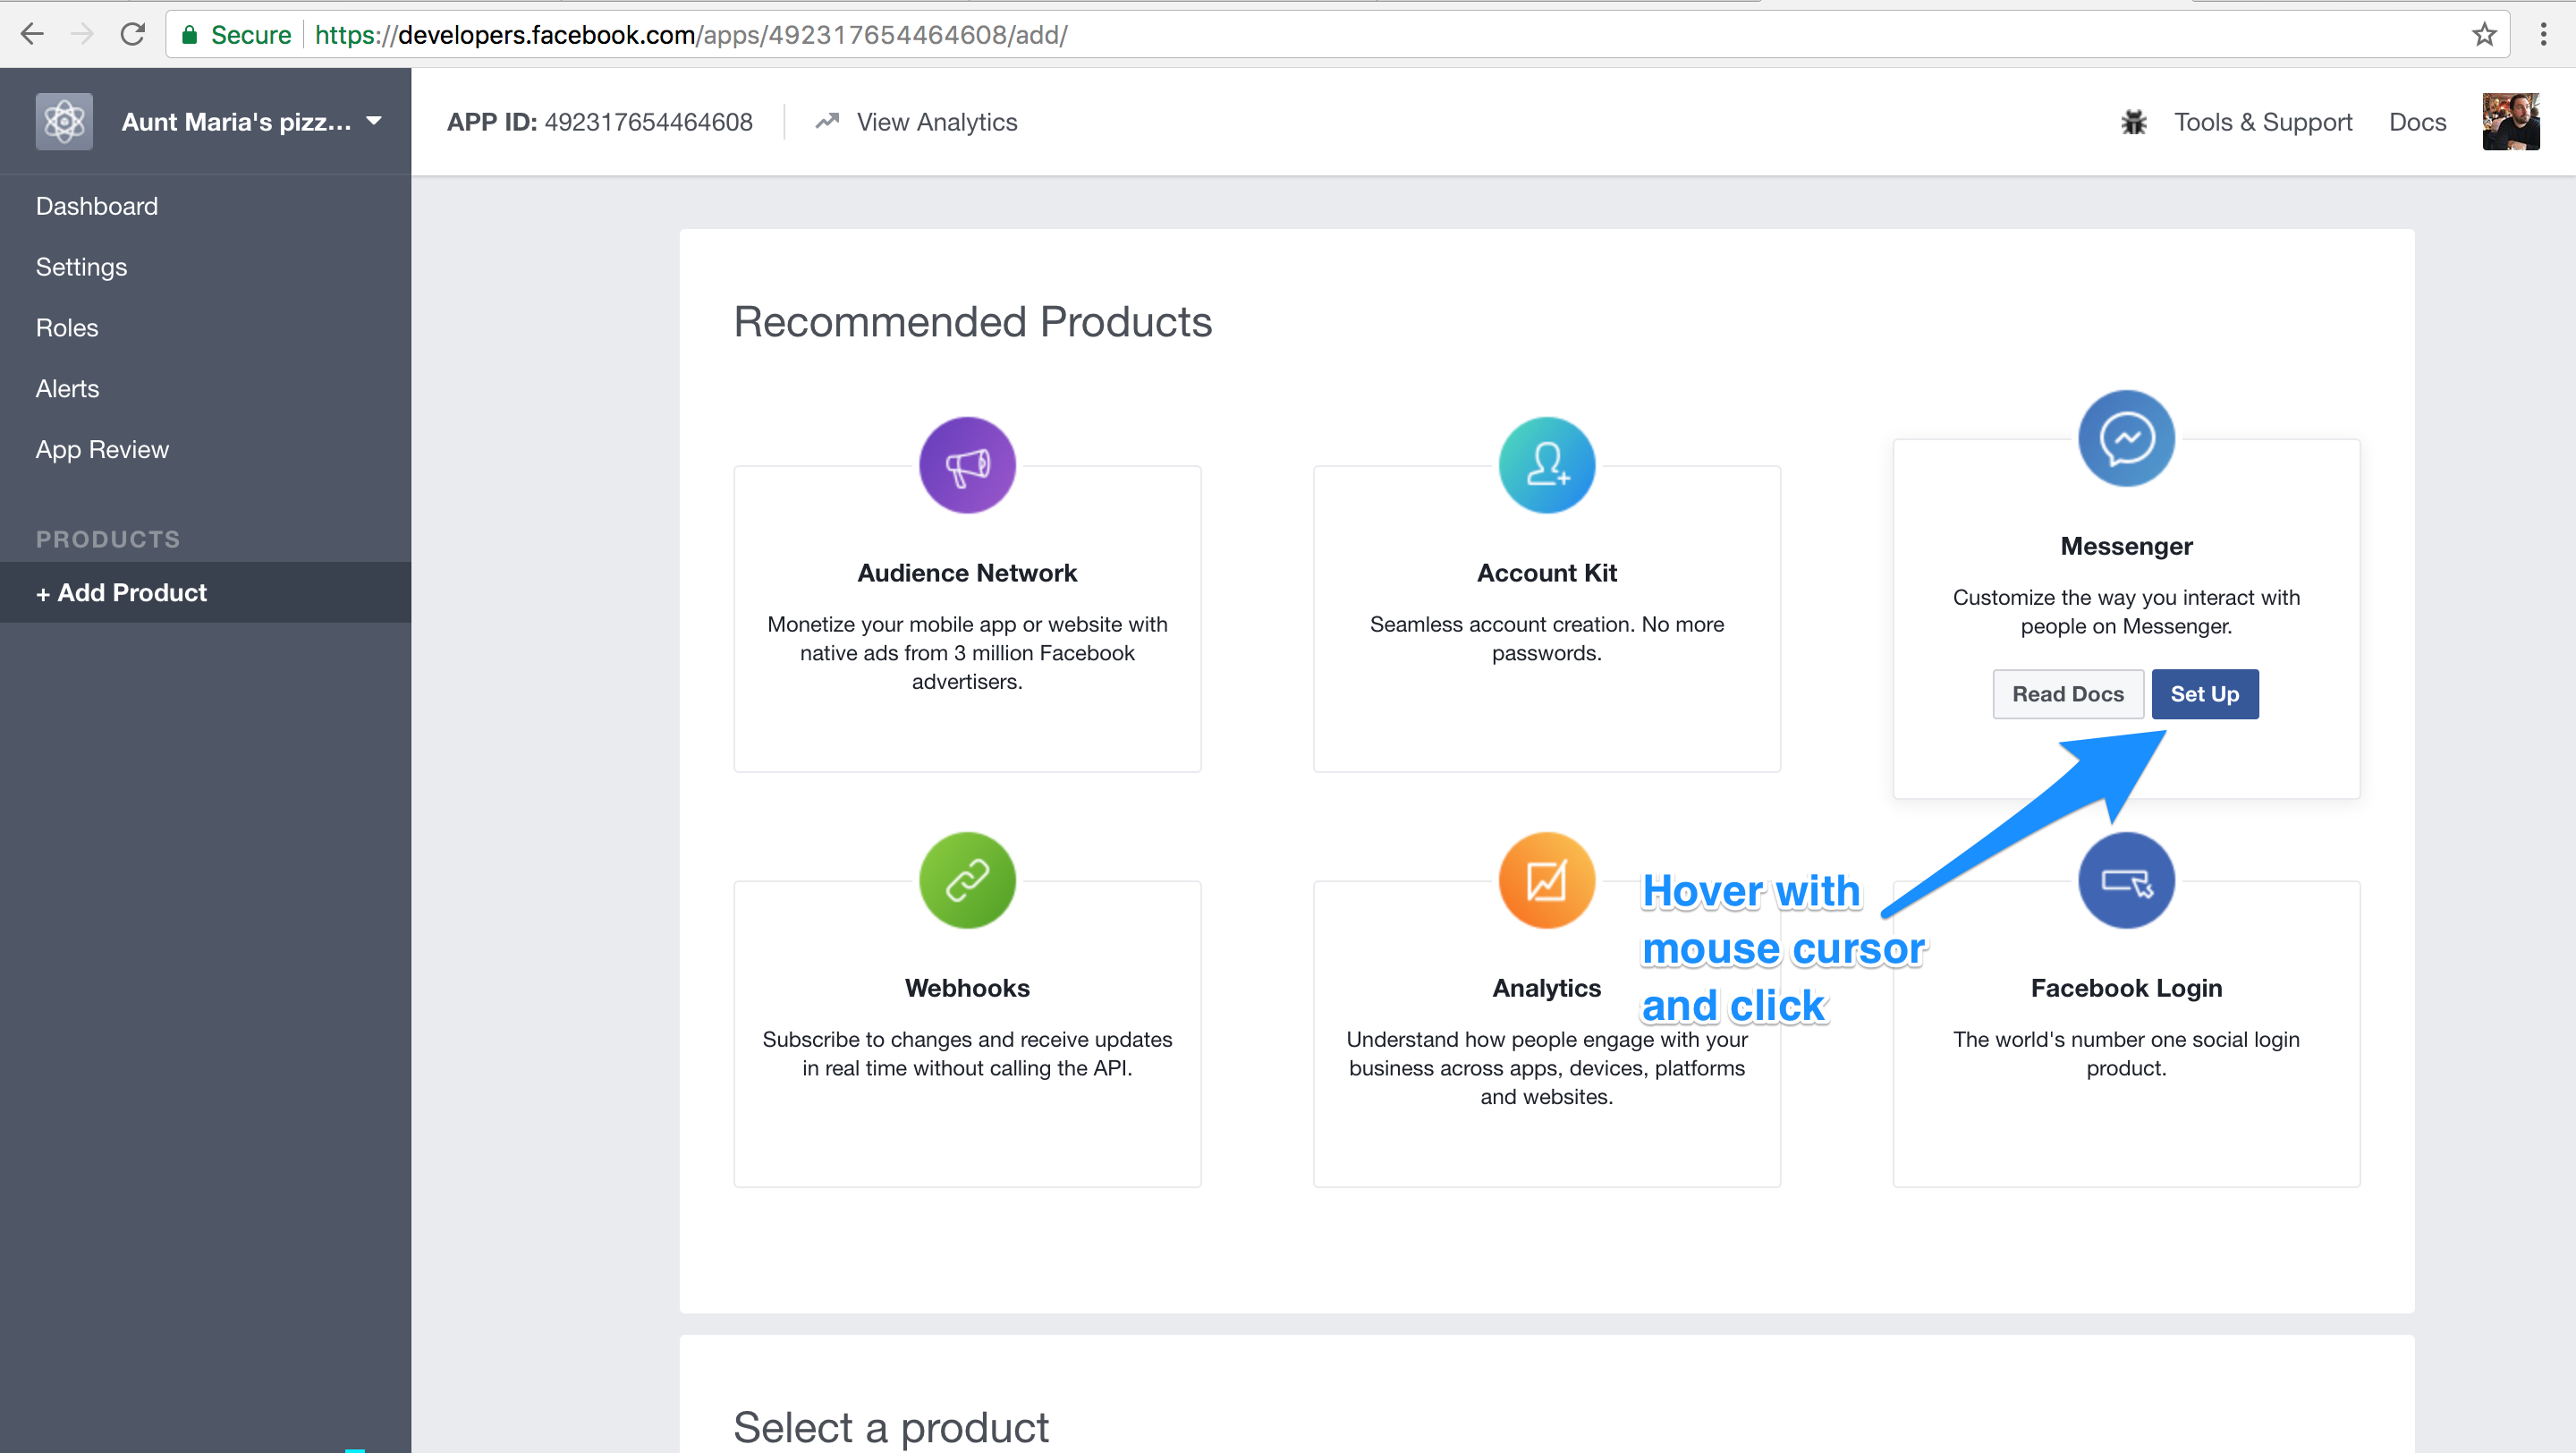 Secure https://developers.facebook.com/apps/492317654464608/add/
Aunt Maria's pizz...
APP ID: 492317654464608
View Analytics
Tools & Support
Docs
Dashboard
Settings
Roles
Alerts
App Review
PRODUCTS
+ Add Product
Recommended Products
Audience Network
Monetize your mobile app or website with
native ads from 3 million Facebook
advertisers.
Account Kit
Seamless account creation. No more
passwords.
Messenger
Customize the way you interact with
people on Messenger.
Read Docs
Set Up
Hover with
mouse cursor
and click
Webhooks
Subscribe to changes and receive updates
in real time without calling the API.
Analytics
Understand how people engage with your
business across apps, devices, platforms
and websites.
Facebook Login
The world's number one social login
product.
Select a product